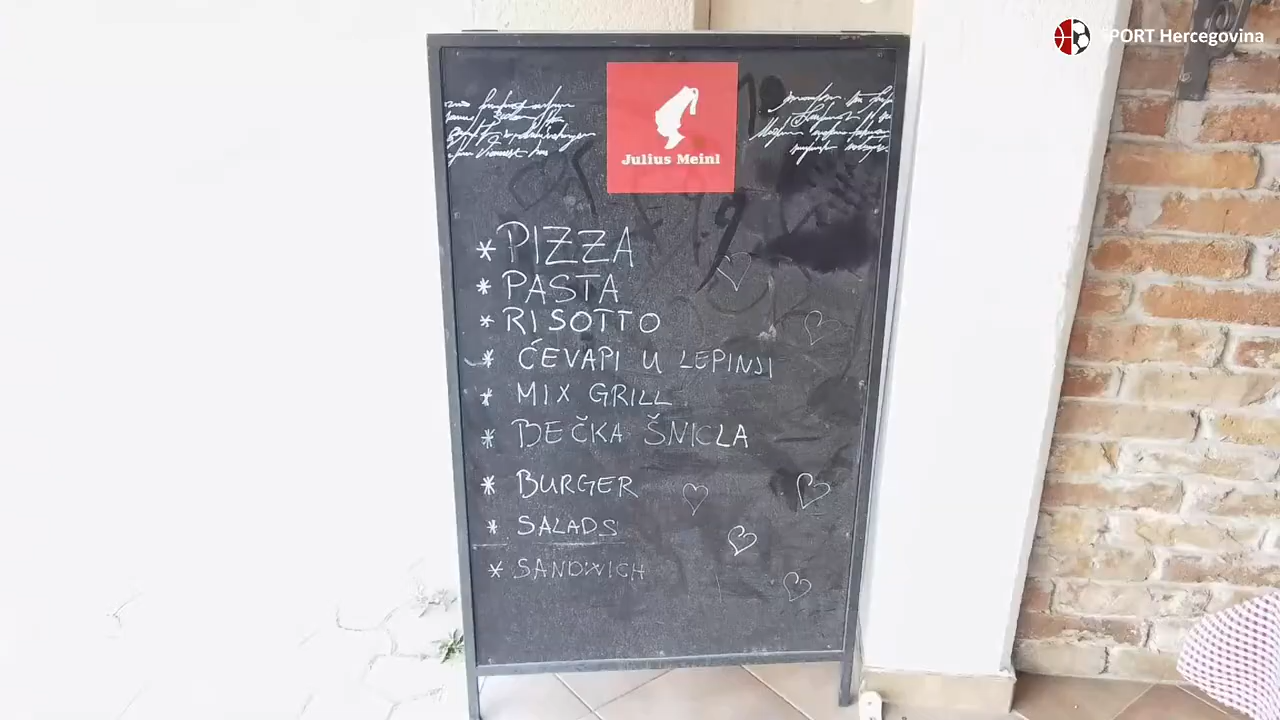 SPORT Hercegovina
Julius Meinl
* PIZZA
* PASTA
* RISOTTO
* ĆEVAPI U LEPINJI
* MIX GRILL
* BEČKA ŠNICLA
* BURGER
* SALADS
* SANDWICH